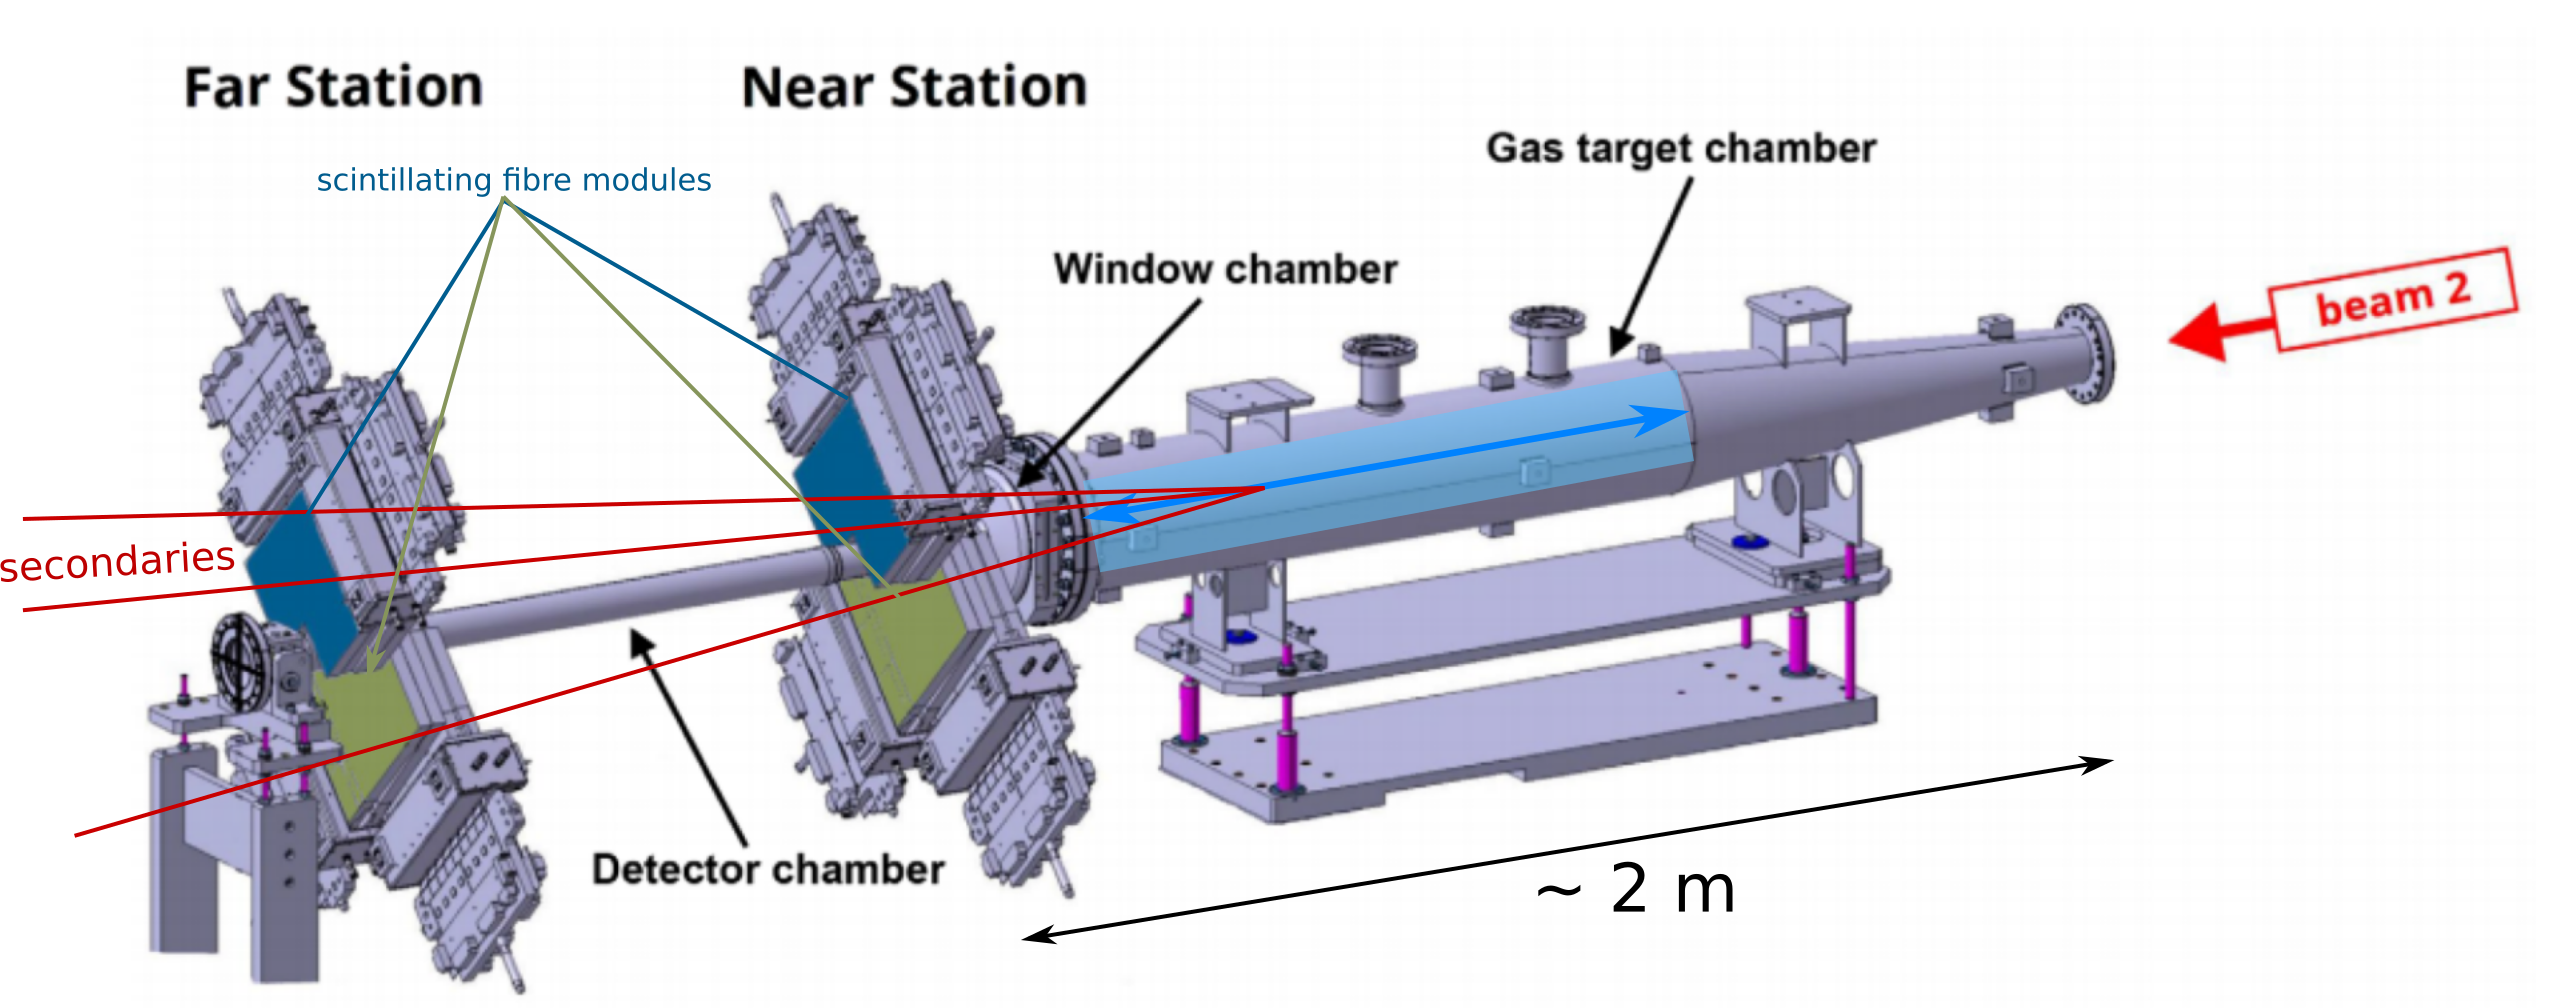 Far Station
Near Station
scintillating fibre modules
Gas target chamber
Window chamber
beam 2
secondaries
Detector chamber
~ 2 m